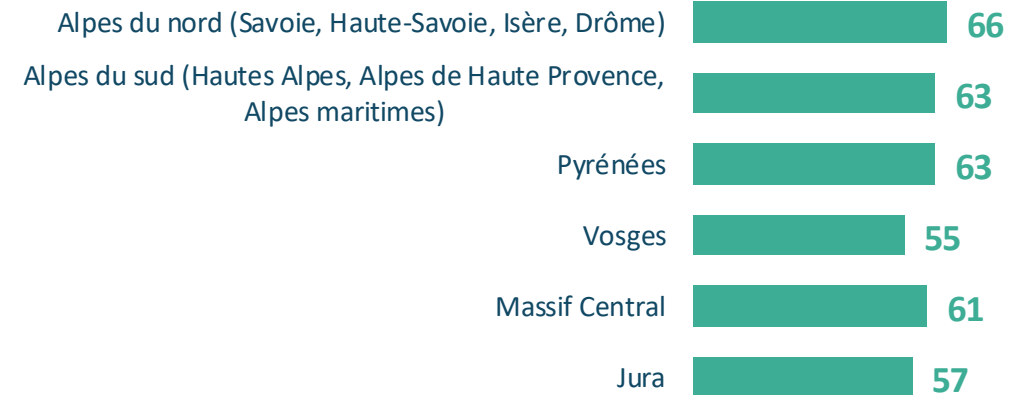 Alpes du nord (Savoie, Haute-Savoie, Isère, Drôme) 66
Alpes du sud (Hautes Alpes, Alpes de Haute Provence,
Alpes maritimes) 63
Pyrénées 63
Vosges 55
Massif Central 61
Jura 57